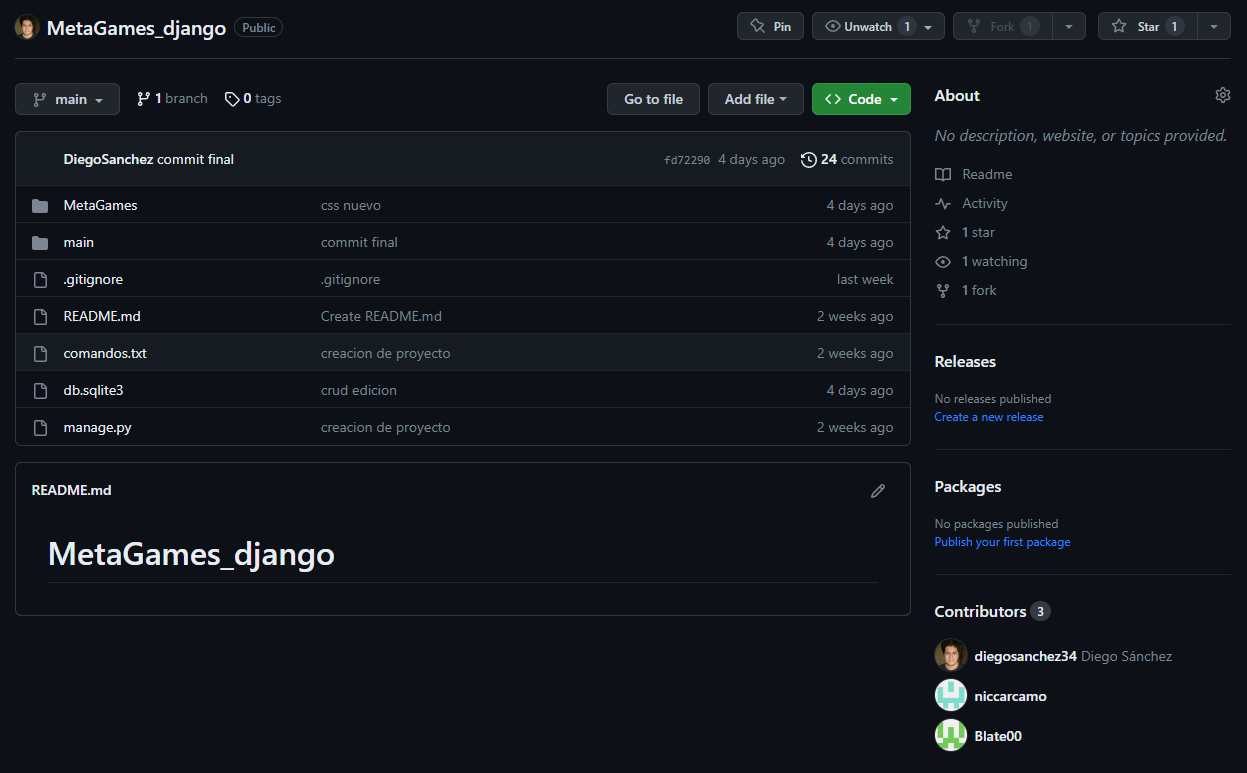 MetaGames_django Public Pin Unwatch 1 Fork 1 Star 1
main 1 branch 0 tags Go to file Add file Code
DiegoSanchez commit final fd72290 4 days ago 24 commits
MetaGames css nuevo 4 days ago
main commit final 4 days ago
.gitignore .gitignore last week
README.md Create README.md 2 weeks ago
comandos.txt creacion de proyecto 2 weeks ago
db.sqlite3 crud edicion 4 days ago
manage.py creacion de proyecto 2 weeks ago
README.md
MetaGames_django
About
No description, website, or topics provided.
Readme
Activity
1 star
1 watching
1 fork
Releases
No releases published
Create a new release
Packages
No packages published
Publish your first package
Contributors 3
diegosanchez34 Diego Sánchez
niccarcamo
Blate00